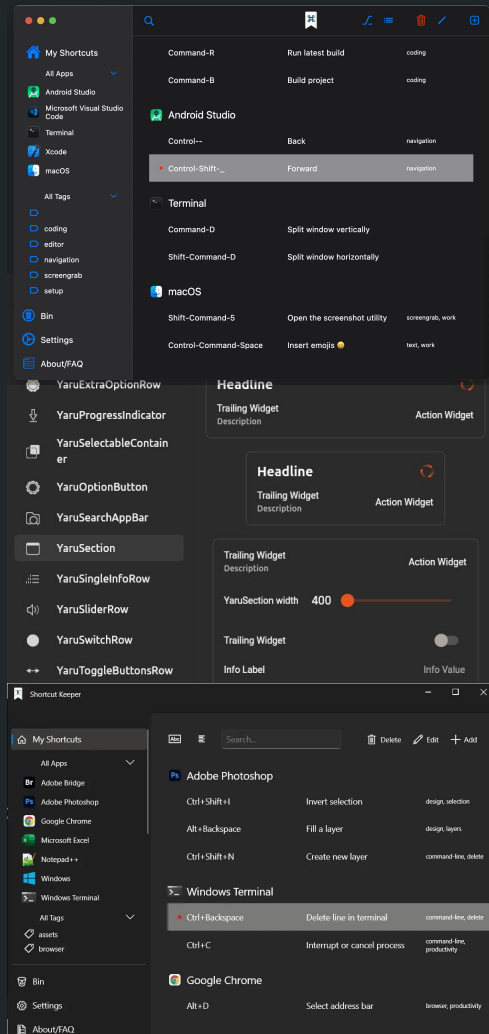 My Shortcuts
All Apps
Android Studio
Microsoft Visual Studio
Code
Terminal
Xcode
macOS
All Tags
coding
editor
navigation
screengrab
setup
Bin
Settings
About/FAQ
Command-R Run latest build coding
Command-B Build project coding
Android Studio
Control-- Back navigation
Control-Shift-_ Forward navigation
Terminal
Command-D Split window vertically
Shift-Command-D Split window horizontally
macOS
Shift-Command-5 Open the screenshot utility screengrab, work
Control-Command-Space Insert emojis 😄 text, work
YaruExtraOptionRow
YaruProgressIndicator
YaruSelectableContain
er
YaruOptionButton
YaruSearchAppBar
YaruSection
YaruSingleInfoRow
YaruSliderRow
YaruSwitchRow
YaruToggleButtonsRow
Headline
Trailing Widget
Description
Action Widget
Headline
Trailing Widget
Description
Action Widget
Trailing Widget
Description
Action Widget
YaruSection width 400
Trailing Widget
Info Label Info Value
Shortcut Keeper
My Shortcuts
All Apps
Br Adobe Bridge
Ps Adobe Photoshop
Google Chrome
Microsoft Excel
Notepad++
Windows
Windows Terminal
All Tags
assets
browser
Bin
Settings
About/FAQ
Abc Search... Delete Edit Add
Ps Adobe Photoshop
Ctrl+Shift+I Invert selection design, selection
Alt+Backspace Fill a layer design, layers
Ctrl+Shift+N Create new layer command-line, delete
Windows Terminal
Ctrl+Backspace Delete line in terminal command-line, delete
Ctrl+C Interrupt or cancel process command-line,
productivity
Google Chrome
Alt+D Select address bar browser, productivity